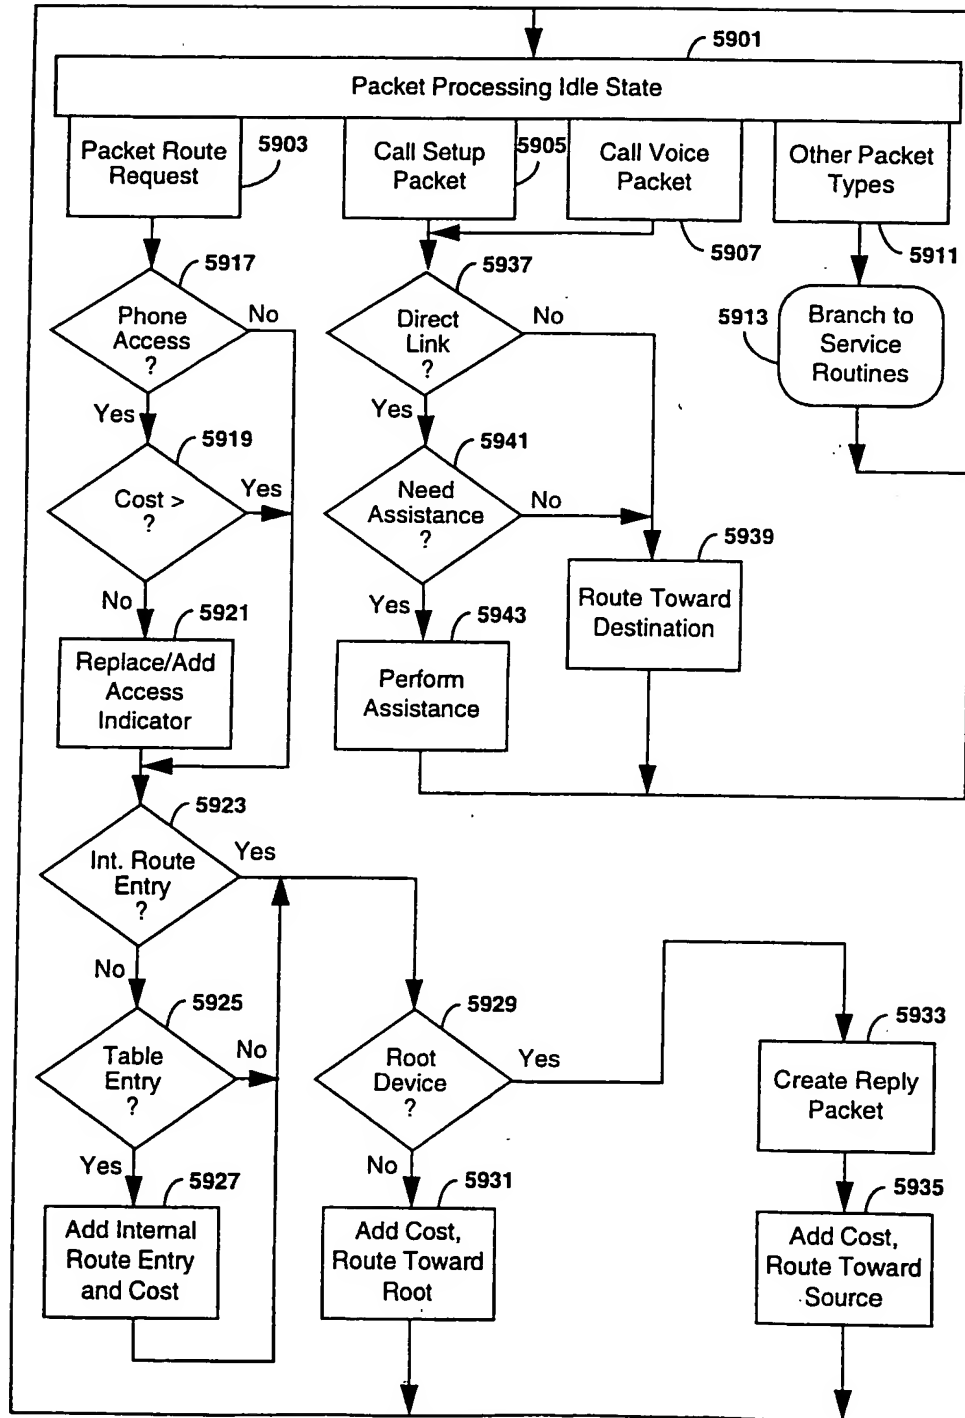 5901
Packet Processing Idle State
Packet Route
Request
5903
Call Setup
Packet
5905
Call Voice
Packet
5907
Other Packet
Types
5911
5917
Phone
Access
?
No
Yes
5919
Cost >
?
Yes
No
5921
Replace/Add
Access
Indicator
5937
Direct
Link
?
No
Yes
5941
Need
Assistance
?
No
Yes
5943
Perform
Assistance
5939
Route Toward
Destination
5913
Branch to
Service
Routines
5923
Int. Route
Entry
?
Yes
No
5925
Table
Entry
?
No
Yes
5927
Add Internal
Route Entry
and Cost
5929
Root
Device
?
Yes
No
5931
Add Cost,
Route Toward
Root
5933
Create Reply
Packet
5935
Add Cost,
Route Toward
Source